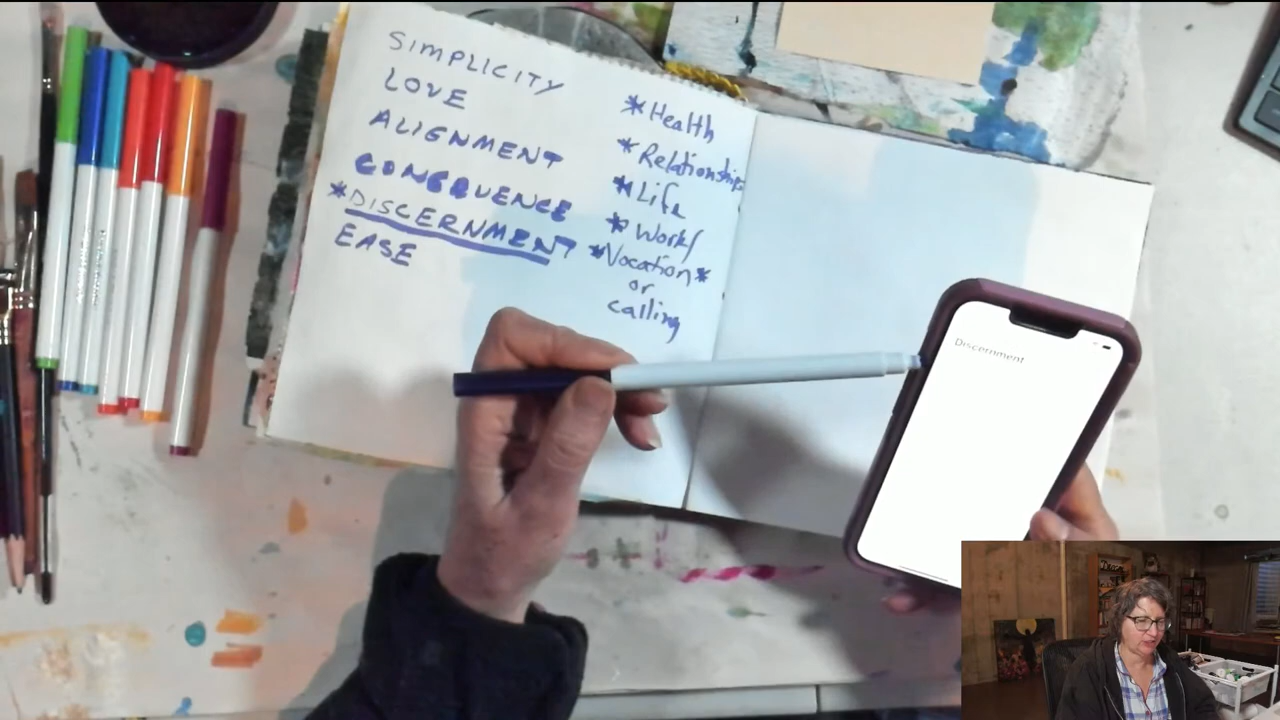 SIMPLICITY
LOVE
ALIGNMENT
CONGRUENCE
*DISCERNMENT
EASE
*Health
*Relationships
*Life
*Work/
*Vocation*
or
calling
Discernment